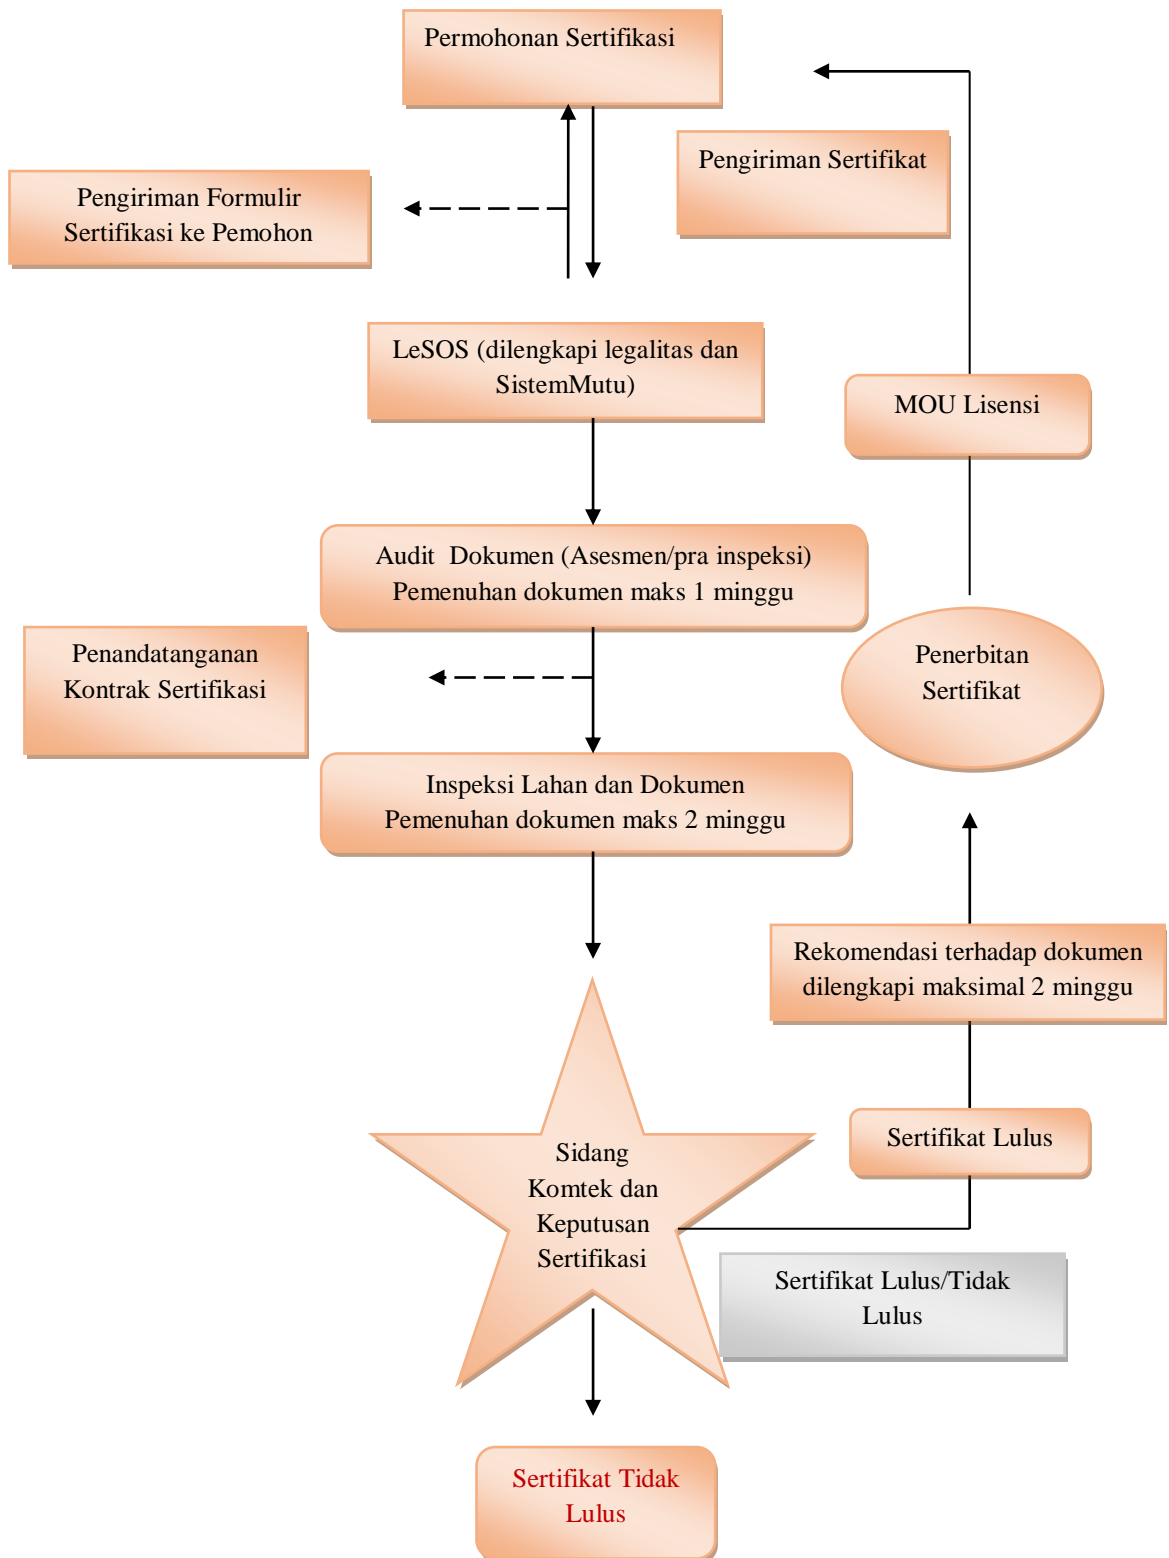 Permohonan Sertifikasi
Pengiriman Sertifikat
Pengiriman Formulir
Sertifikasi ke Pemohon
LeSOS (dilengkapi legalitas dan
SistemMutu)
MOU Lisensi
Audit  Dokumen (Asesmen/pra inspeksi)
Pemenuhan dokumen maks 1 minggu
Penandatanganan
Kontrak Sertifikasi
Penerbitan
Sertifikat
Inspeksi Lahan dan Dokumen
Pemenuhan dokumen maks 2 minggu
Rekomendasi terhadap dokumen
dilengkapi maksimal 2 minggu
Sertifikat Lulus
Sidang
Komtek dan
Keputusan
Sertifikasi
Sertifikat Lulus/Tidak
Lulus
Sertifikat Tidak
Lulus